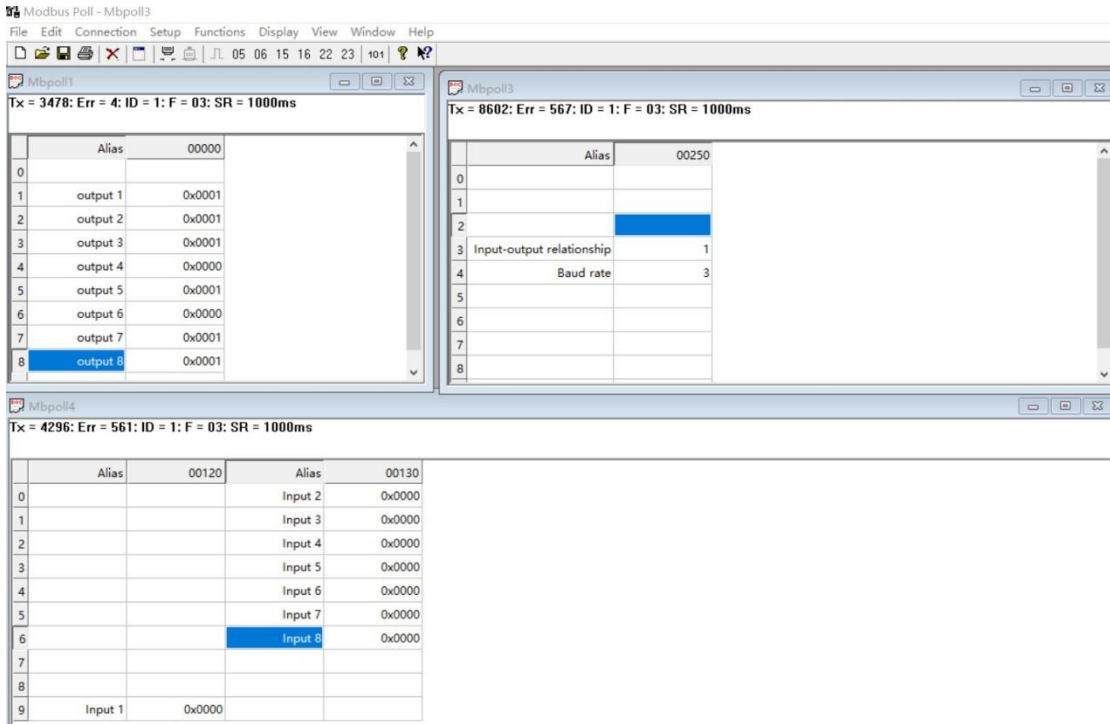 Modbus Poll - Mbpoll3
File Edit Connection Setup Functions Display View Window Help
05 06 15 16 22 23 101
Mbpoll1
Tx = 3478: Err = 4: ID = 1: F = 03: SR = 1000ms
Alias 00000
0
1 output 1 0x0001
2 output 2 0x0001
3 output 3 0x0001
4 output 4 0x0000
5 output 5 0x0001
6 output 6 0x0000
7 output 7 0x0001
8 output 8 0x0001
Mbpoll3
Tx = 8602: Err = 567: ID = 1: F = 03: SR = 1000ms
Alias 00250
0
1
2
3 Input-output relationship 1
4 Baud rate 3
5
6
7
8
Mbpoll4
Tx = 4296: Err = 561: ID = 1: F = 03: SR = 1000ms
Alias 00120 Alias 00130
0 Input 2 0x0000
1 Input 3 0x0000
2 Input 4 0x0000
3 Input 5 0x0000
4 Input 6 0x0000
5 Input 7 0x0000
6 Input 8 0x0000
7
8
9 Input 1 0x0000